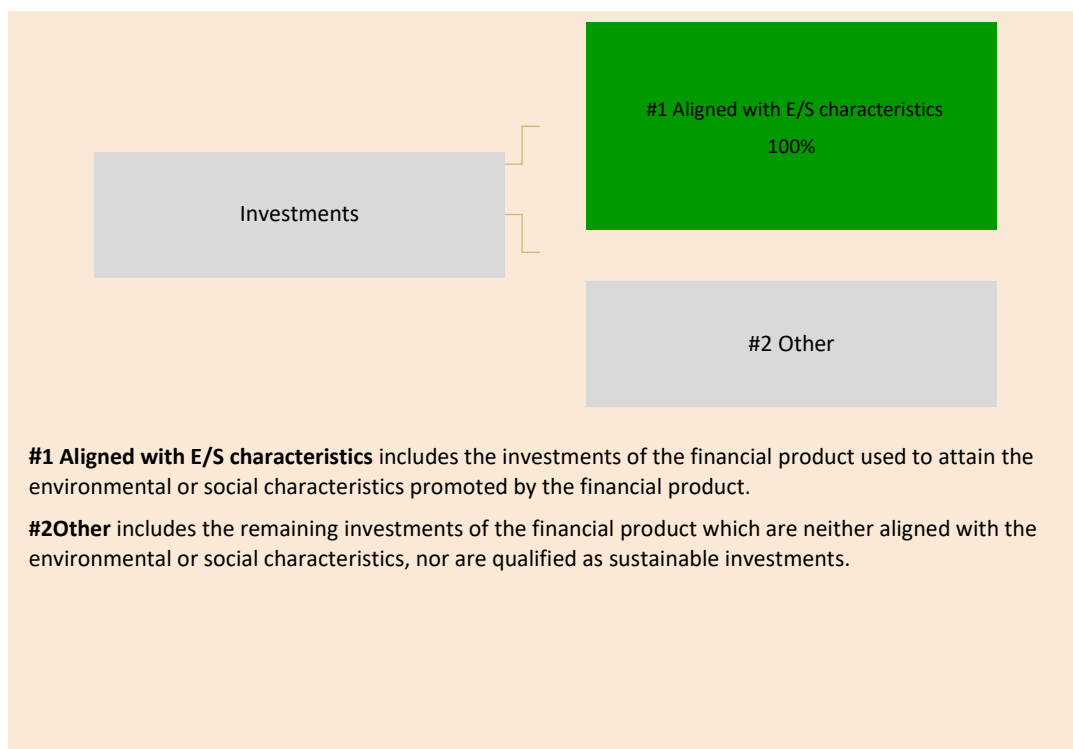 #1 Aligned with E/S characteristics
100%
Investments
#2 Other
#1 Aligned with E/S characteristics includes the investments of the financial product used to attain the
environmental or social characteristics promoted by the financial product.
#2Other includes the remaining investments of the financial product which are neither aligned with the
environmental or social characteristics, nor are qualified as sustainable investments.